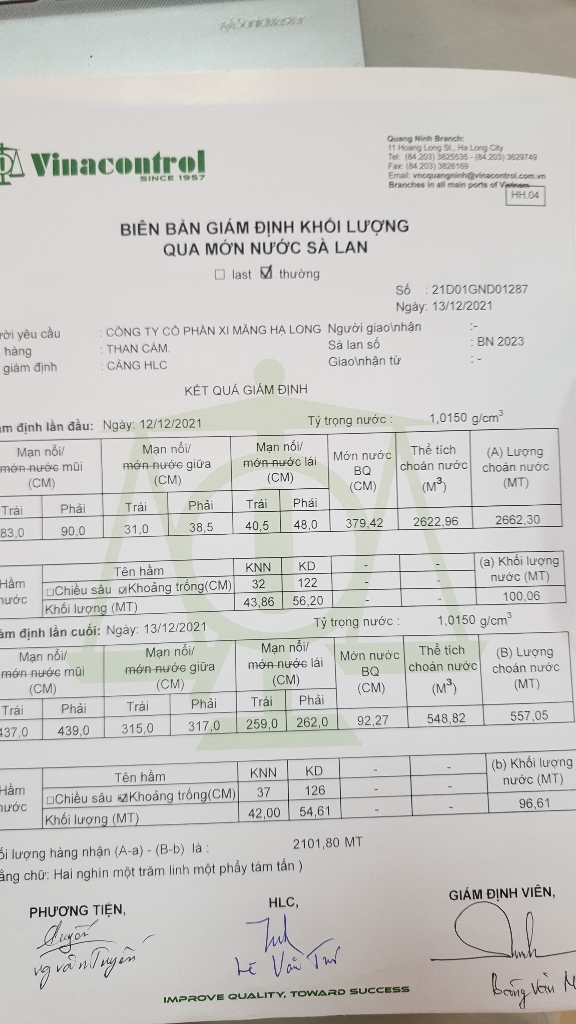 Vinacontrol
SINCE 1957
Quang Ninh Branch:
11 Hoang Long St., Ha Long City
Tel: (84.203) 3825535 - (84.203) 3629749
Fax: (84.203) 3826169
Email: vncquangninh@vinacontrol.com.vn
Branches in all main ports of Vietnam
HH.04
BIÊN BẢN GIÁM ĐỊNH KHỐI LƯỢNG
QUA MỚN NƯỚC SÀ LAN
□ last ☑ thường
Số : 21D01GND01287
Ngày: 13/12/2021
ời yêu cầu : CÔNG TY CỔ PHẦN XI MĂNG HẠ LONG Người giao\nhận :-
hàng : THAN CÁM. Sà lan số : BN 2023
giám định : CẢNG HLC Giao\nhận từ : -
KẾT QUẢ GIÁM ĐỊNH
ám định lần đầu: Ngày: 12/12/2021 Tỷ trọng nước : 1,0150 g/cm3
Mạn nổi/ mớn nước mũi (CM) Mạn nổi/ mớn nước giữa (CM) Mạn nổi/ mớn nước lái (CM) Mớn nước BQ (CM) Thể tích choán nước (M3) (A) Lượng choán nước (MT)
Trái Phải Trái Phải Trái Phải
83,0 90,0 31,0 38,5 40,5 48,0 379,42 2622,96 2662,30
Hầm nước Tên hầm KNN KD - - (a) Khối lượng nước (MT)
□Chiều sâu ☑Khoảng trống(CM) 32 122 - -
Khối lượng (MT) 43,86 56,20 - - 100,06
ám định lần cuối: Ngày: 13/12/2021 Tỷ trọng nước : 1,0150 g/cm3
Mạn nổi/ mớn nước mũi (CM) Mạn nổi/ mớn nước giữa (CM) Mạn nổi/ mớn nước lái (CM) Mớn nước BQ (CM) Thể tích choán nước (M3) (B) Lượng choán nước (MT)
Trái Phải Trái Phải Trái Phải
437,0 439,0 315,0 317,0 259,0 262,0 92,27 548,82 557,05
Hầm nước Tên hầm KNN KD - - (b) Khối lượng nước (MT)
□Chiều sâu ☑Khoảng trống(CM) 37 126 - -
Khối lượng (MT) 42,00 54,61 - - 96,61
ối lượng hàng nhận (A-a) - (B-b) là : 2101,80 MT
ằng chữ: Hai nghìn một trăm linh một phẩy tám tấn )
PHƯƠNG TIỆN, HLC, GIÁM ĐỊNH VIÊN,
Lê Văn
IMPROVE QUALITY, TOWARD SUCCESS